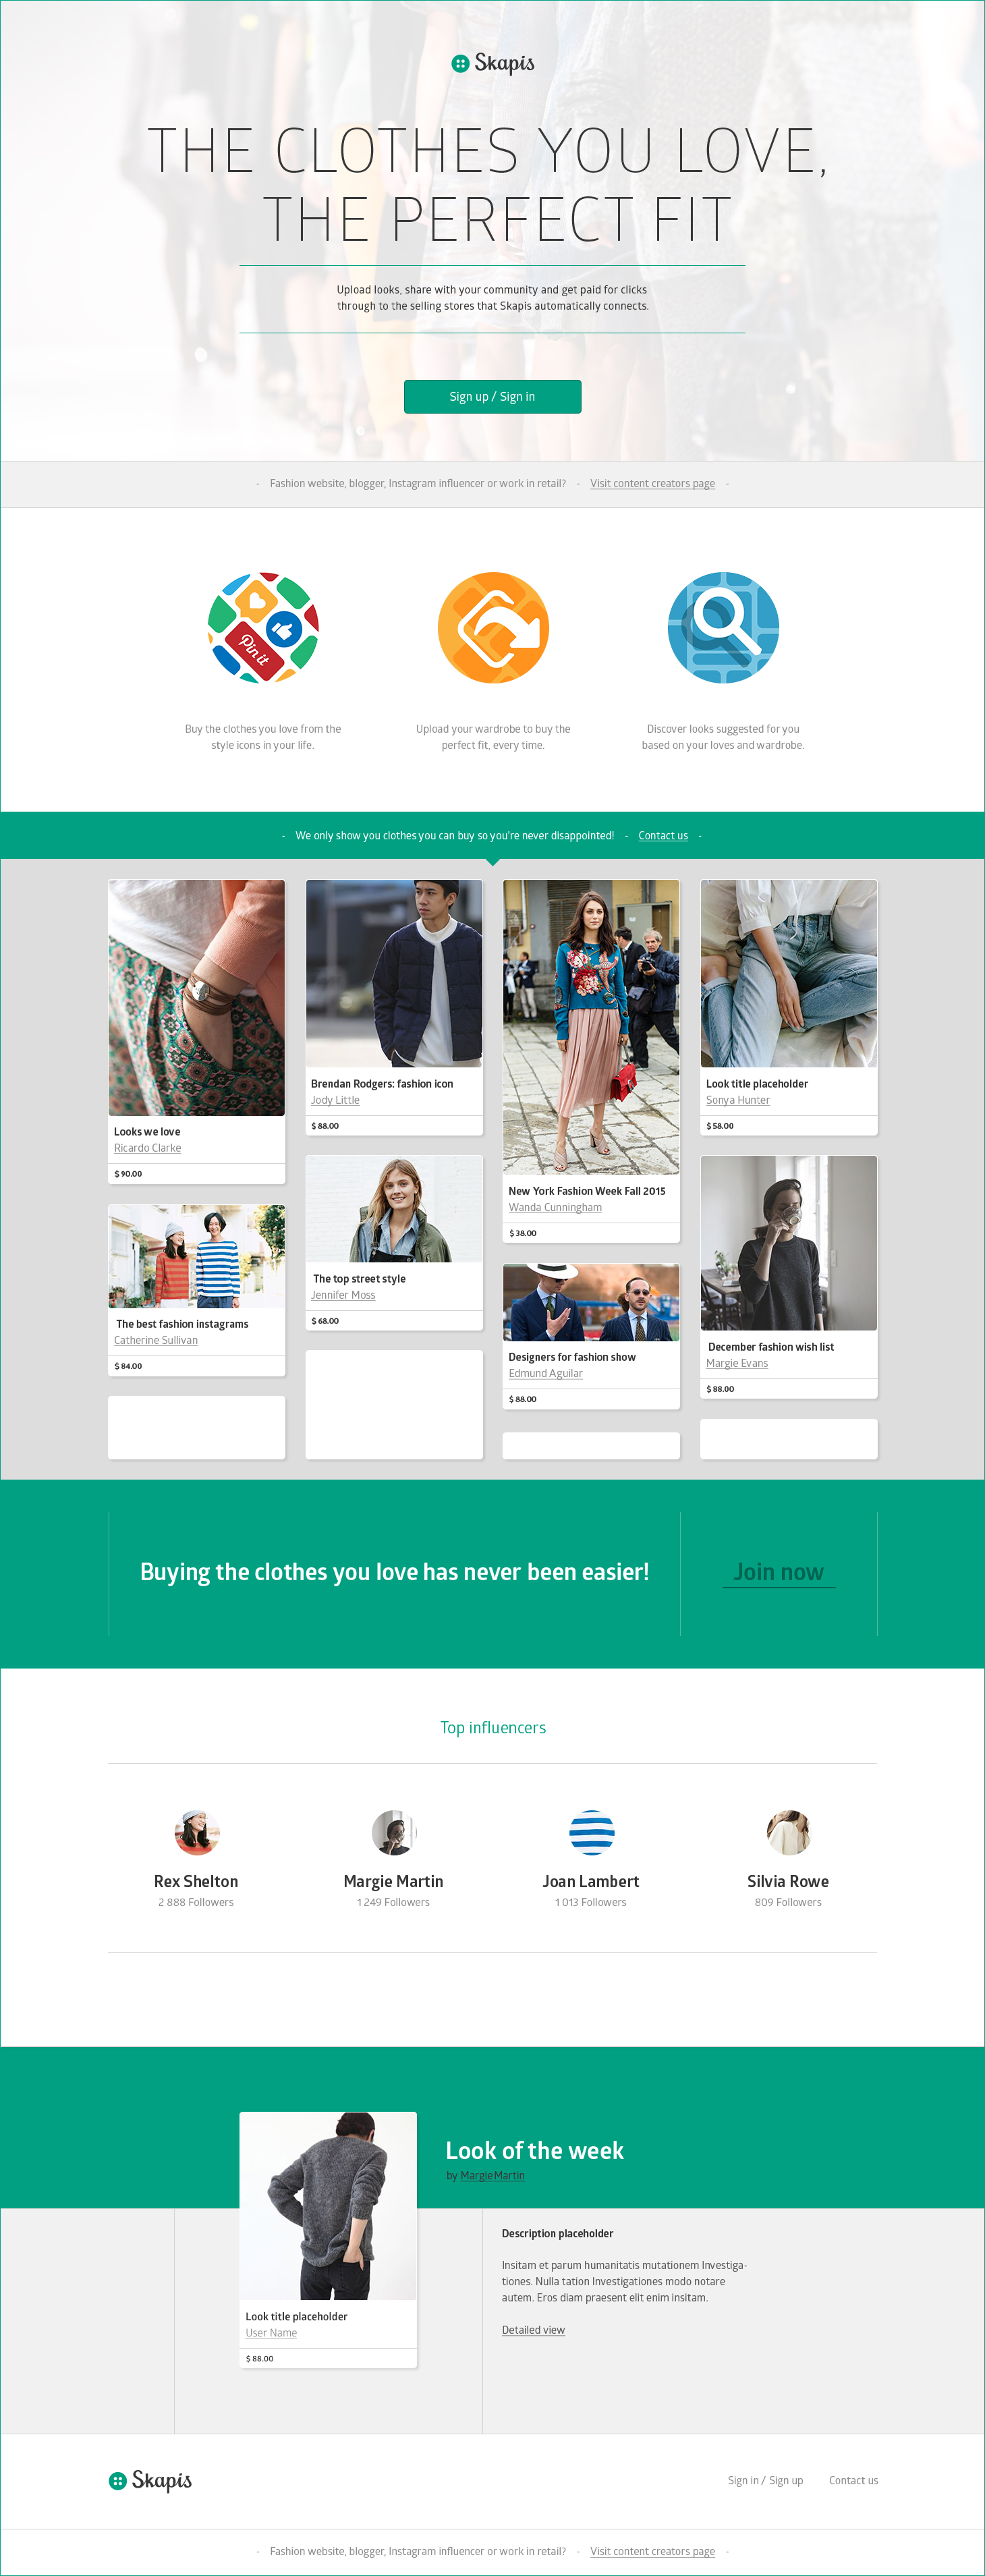 Skapis
THE CLOTHES YOU LOVE,
THE PERFECT FIT
Upload looks, share with your community and get paid for clicks
through to the selling stores that Skapis automatically connects.
Sign up / Sign in
- Fashion website, blogger, Instagram influencer or work in retail? - Visit content creators page -
Pin it
Buy the clothes you love from the
style icons in your life.
Upload your wardrobe to buy the
perfect fit, every time.
Discover looks suggested for you
based on your loves and wardrobe.
- We only show you clothes you can buy so you're never disappointed! - Contact us -
Looks we love
Ricardo Clarke
$ 90.00
The best fashion instagrams
Catherine Sullivan
$ 84.00
Brendan Rodgers: fashion icon
Jody Little
$ 88.00
The top street style
Jennifer Moss
$ 68.00
New York Fashion Week Fall 2015
Wanda Cunningham
$ 38.00
Designers for fashion show
Edmund Aguilar
$ 88.00
Look title placeholder
Sonya Hunter
$ 58.00
December fashion wish list
Margie Evans
$ 88.00
Buying the clothes you love has never been easier!
Join now
Top influencers
Rex Shelton
2 888 Followers
Margie Martin
1 249 Followers
Joan Lambert
1 013 Followers
Silvia Rowe
809 Followers
Look of the week
by Margie Martin
Look title placeholder
User Name
$ 88.00
Description placeholder
Insitam et parum humanitatis mutationem Investiga-
tiones. Nulla tation Investigationes modo notare
autem. Eros diam praesent elit enim insitam.
Detailed view
Skapis
Sign in / Sign up
Contact us
- Fashion website, blogger, Instagram influencer or work in retail? - Visit content creators page -